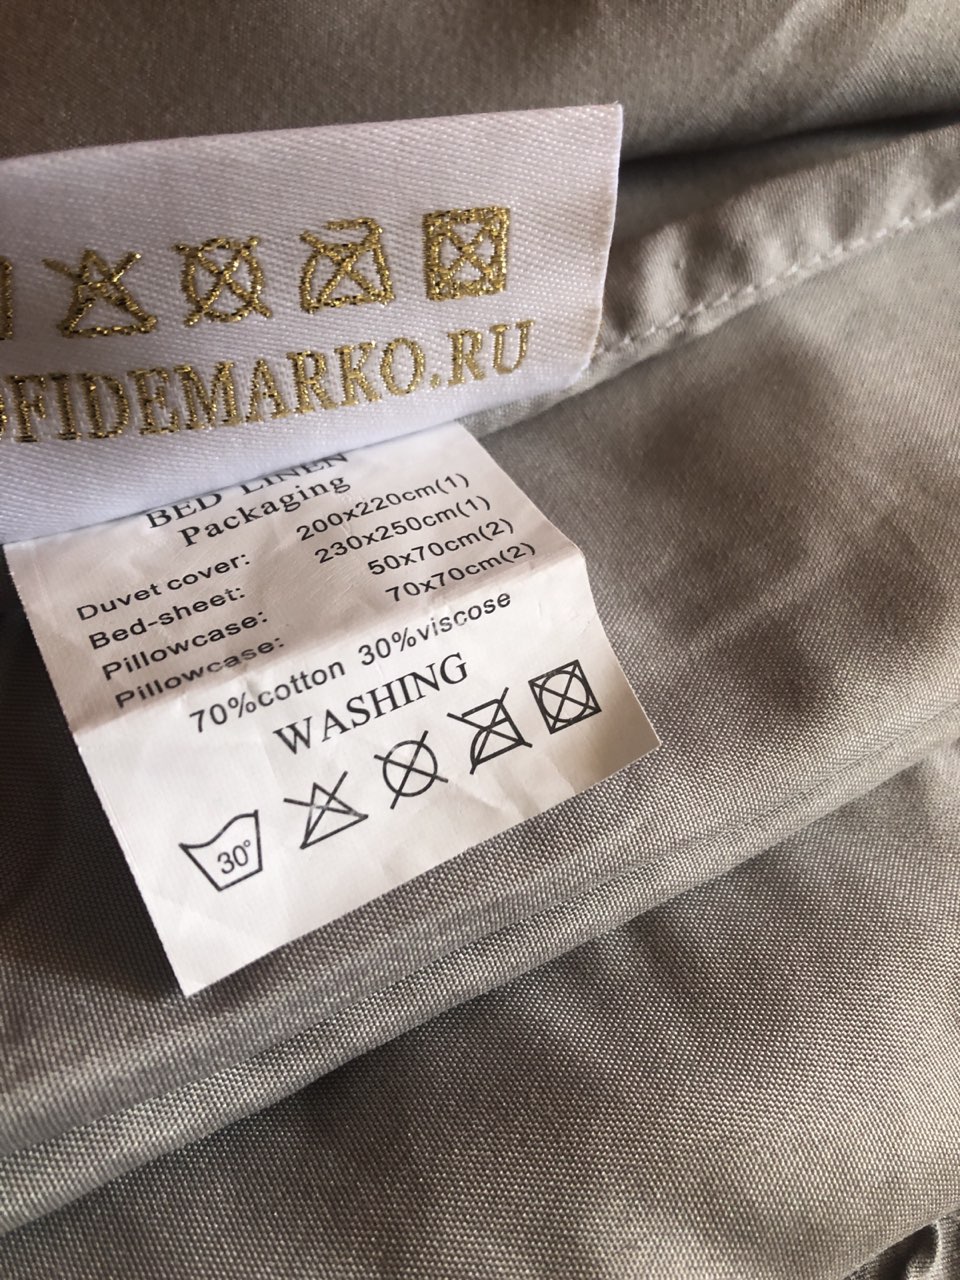 FIDEMARKO.RU
BED LINEN
Packaging
Duvet cover: 200x220cm(1)
Bed-sheet: 230x250cm(1)
Pillowcase: 50x70cm(2)
Pillowcase: 70x70cm(2)
70%cotton 30%viscose
WASHING
30°